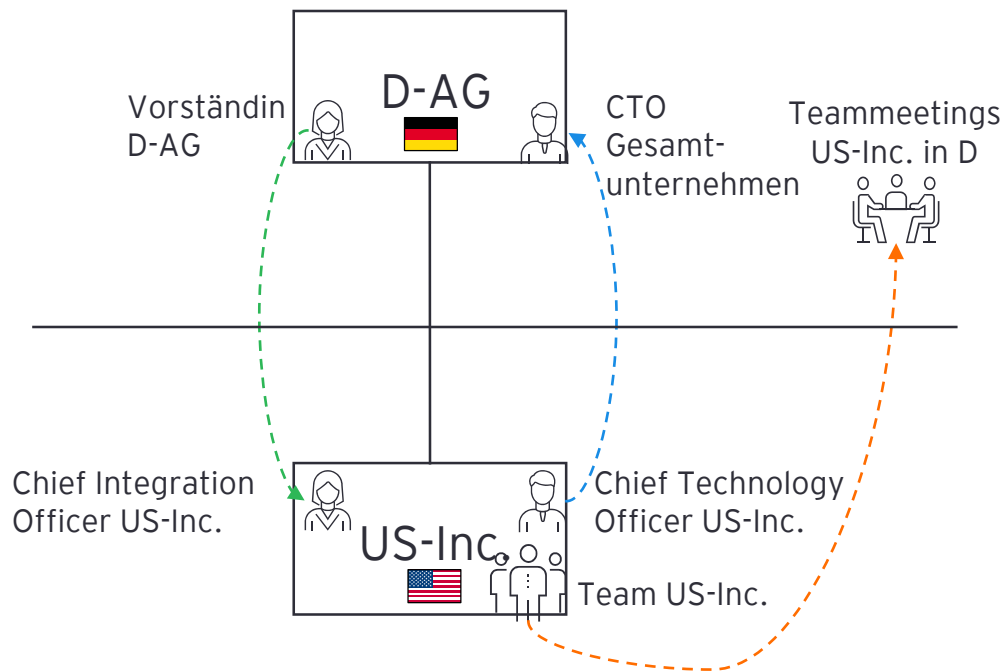 D-AG
Vorständin
D-AG
CTO
Gesamt-
unternehmen
Teammeetings
US-Inc. in D
Chief Integration
Officer US-Inc.
Chief Technology
Officer US-Inc.
US-Inc.
Team US-Inc.